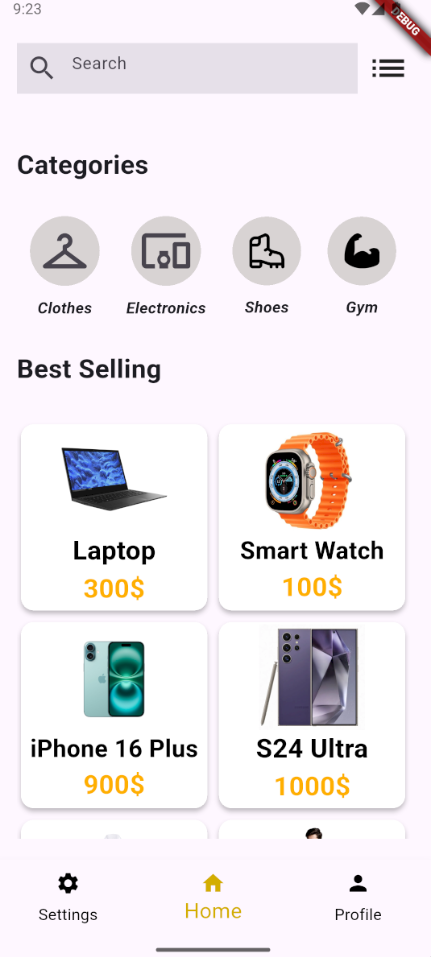 9:23
DEBUG
Search
Categories
Clothes Electronics Shoes Gym
Best Selling
Laptop Smart Watch
300$ 100$
iPhone 16 Plus S24 Ultra
900$ 1000$
Settings Home Profile